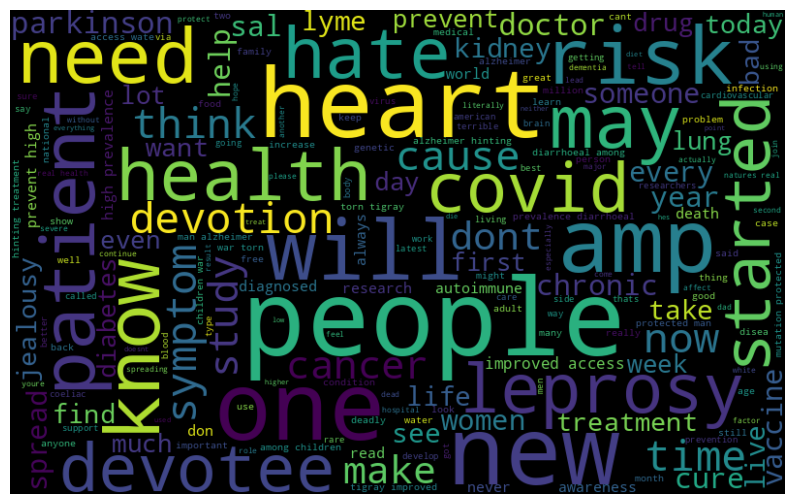 parkinson
sal
lyme
prevent
doctor
drug
today
need
hate
risk
help
kidney
world
bad
someone
heart
lot
think
want
may
lung
patient
prevent high
high prevalence
health
cause
day
covid
every
year
death
devotion
dont
first
started
know
even
will
amp
jealousy
diabetes
symptom
study
chronic
autoimmune
people
take
now
week
improved access
cancer
one
leprosy
spread
find
much
life
see
women
treatment
read
time
live
vaccine
devotee
make
new
cure
awareness
never
don
diagnosed
research
always
alzheimer hinting
diarrhoeal among
prevalence diarrhoeal
torn tigray
man alzheimer
war torn
children war
among children
tigray improved
hinting treatment
mutation protected
protected man
natures real
real health
access wate
via
protect
two
family
food
virus
literally
neither
keep
american
terrible
brain
learn
million
person
major
cant
tell
medical
alzheimer
dementia
great
lead
getting
diet
using
human
infection
cardiovascular
problem
point
actually
join
researchers
second
case
said
thing
good
dad
disea
age
white
factor
still
month
prevention
develop
got
men
many
really
way
thats
side
care
adult
might
work
latest
living
die
hes
come
affect
especially
increase
genetic
please
body
going
another
hope
without
everything
sure
say
national
show
severe
well
continue
called
back
better
youre
support
anyone
coeliac
blood
spreading
type
result
free
treat
low
feel
higher
condition
dead
hospital
look
use
deadly
water
rare
important
role
best